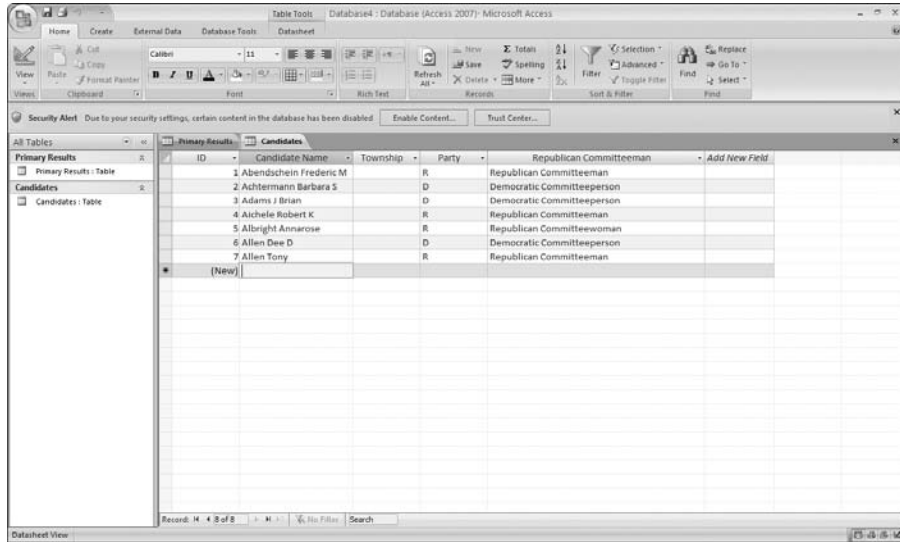 Table Tools Database4 : Database (Access 2007)- Microsoft Access
Home Create External Data Database Tools Datasheet
View Paste Cut Copy Format Painter
Calibri 11
B I U A
Refresh All New Save Delete Totals Spelling More
Filter Selection Advanced Toggle Filter
Find Replace Go To Select
Views Clipboard Font Rich Text Records Sort & Filter Find
Security Alert Due to your security settings, certain content in the database has been disabled Enable Content... Trust Center...
All Tables Primary Results Candidates
Primary Results
Primary Results : Table
Candidates
Candidates : Table
ID Candidate Name Township Party Republican Committeeman Add New Field
1 Abendschein Frederic M R Republican Committeeman
2 Achtermann Barbara S D Democratic Committeeperson
3 Adams J Brian D Democratic Committeeperson
4 Aichele Robert K R Republican Committeeman
5 Albright Annarose R Republican Committeewoman
6 Allen Dee D D Democratic Committeeperson
7 Allen Tony R Republican Committeeman
(New)
Record: 8 of 8 No Filter Search
Datasheet View